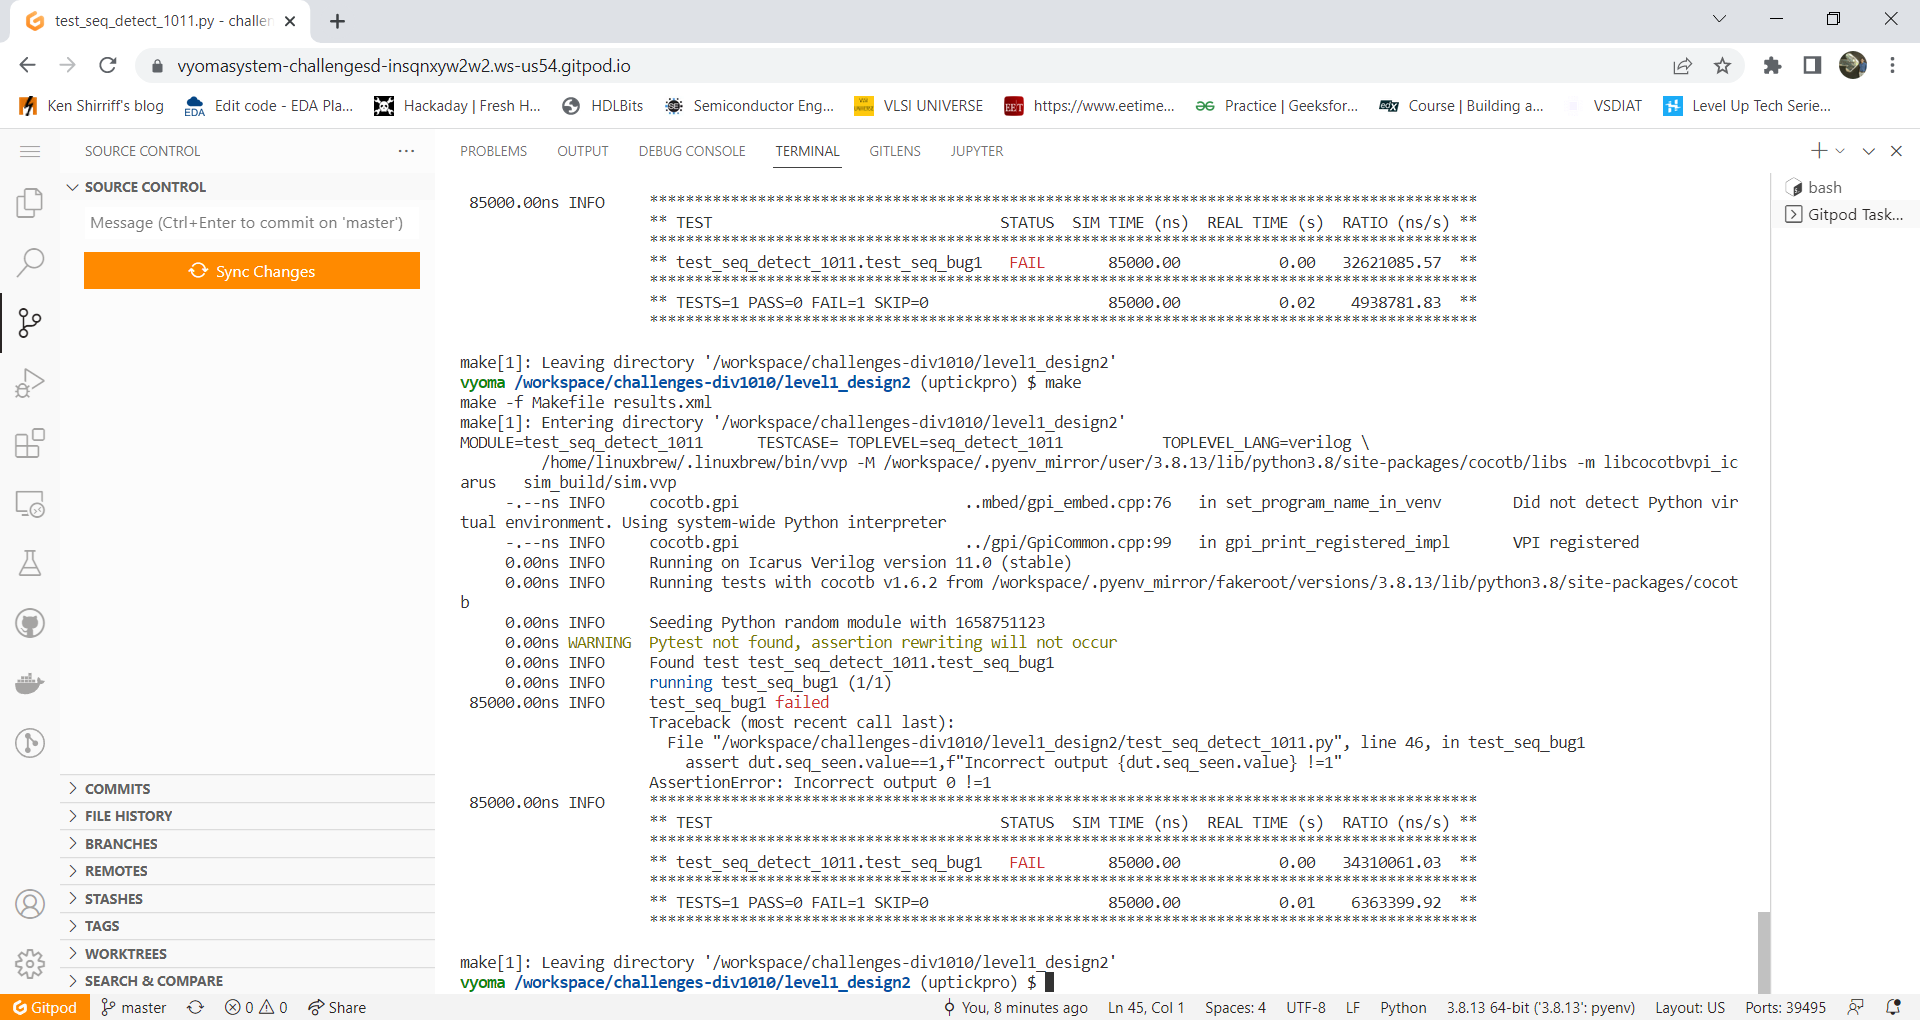 test_seq_detect_1011.py - challen
vyomasystem-challengesd-insqnxyw2w2.ws-us54.gitpod.io
Ken Shirriff's blog
EDA
Edit code - EDA Pla...
Hackaday | Fresh H...
HDLBits
Semiconductor Eng...
VLSI UNIVERSE
EET
https://www.eetime...
Practice | Geeksfor...
edX
Course | Building a...
VSDIAT
Level Up Tech Serie...
SOURCE CONTROL
SOURCE CONTROL
Message (Ctrl+Enter to commit on 'master')
Sync Changes
COMMITS
FILE HISTORY
BRANCHES
REMOTES
STASHES
TAGS
WORKTREES
SEARCH & COMPARE
PROBLEMS OUTPUT DEBUG CONSOLE TERMINAL GITLENS JUPYTER
bash
Gitpod Task...
85000.00ns INFO ********************************************************************************************
** TEST STATUS SIM TIME (ns) REAL TIME (s) RATIO (ns/s) **
********************************************************************************************
** test_seq_detect_1011.test_seq_bug1 FAIL 85000.00 0.00 32621085.57 **
********************************************************************************************
** TESTS=1 PASS=0 FAIL=1 SKIP=0 85000.00 0.02 4938781.83 **
********************************************************************************************
make[1]: Leaving directory '/workspace/challenges-div1010/level1_design2'
vyoma /workspace/challenges-div1010/level1_design2 (uptickpro) $ make
make -f Makefile results.xml
make[1]: Entering directory '/workspace/challenges-div1010/level1_design2'
MODULE=test_seq_detect_1011 TESTCASE= TOPLEVEL=seq_detect_1011 TOPLEVEL_LANG=verilog \
/home/linuxbrew/.linuxbrew/bin/vvp -M /workspace/.pyenv_mirror/user/3.8.13/lib/python3.8/site-packages/cocotb/libs -m libcocotbvpi_ic
arus sim_build/sim.vvp
-.--ns INFO cocotb.gpi ..mbed/gpi_embed.cpp:76 in set_program_name_in_venv Did not detect Python vir
tual environment. Using system-wide Python interpreter
-.--ns INFO cocotb.gpi ../gpi/GpiCommon.cpp:99 in gpi_print_registered_impl VPI registered
0.00ns INFO Running on Icarus Verilog version 11.0 (stable)
0.00ns INFO Running tests with cocotb v1.6.2 from /workspace/.pyenv_mirror/fakeroot/versions/3.8.13/lib/python3.8/site-packages/cocot
b
0.00ns INFO Seeding Python random module with 1658751123
0.00ns WARNING Pytest not found, assertion rewriting will not occur
0.00ns INFO Found test test_seq_detect_1011.test_seq_bug1
0.00ns INFO running test_seq_bug1 (1/1)
85000.00ns INFO test_seq_bug1 failed
Traceback (most recent call last):
File "/workspace/challenges-div1010/level1_design2/test_seq_detect_1011.py", line 46, in test_seq_bug1
assert dut.seq_seen.value==1,f"Incorrect output {dut.seq_seen.value} !=1"
AssertionError: Incorrect output 0 !=1
85000.00ns INFO ********************************************************************************************
** TEST STATUS SIM TIME (ns) REAL TIME (s) RATIO (ns/s) **
********************************************************************************************
** test_seq_detect_1011.test_seq_bug1 FAIL 85000.00 0.00 34310061.03 **
********************************************************************************************
** TESTS=1 PASS=0 FAIL=1 SKIP=0 85000.00 0.01 6363399.92 **
********************************************************************************************
make[1]: Leaving directory '/workspace/challenges-div1010/level1_design2'
vyoma /workspace/challenges-div1010/level1_design2 (uptickpro) $
Gitpod master 0 0 Share You, 8 minutes ago Ln 45, Col 1 Spaces: 4 UTF-8 LF Python 3.8.13 64-bit ('3.8.13': pyenv) Layout: US Ports: 39495